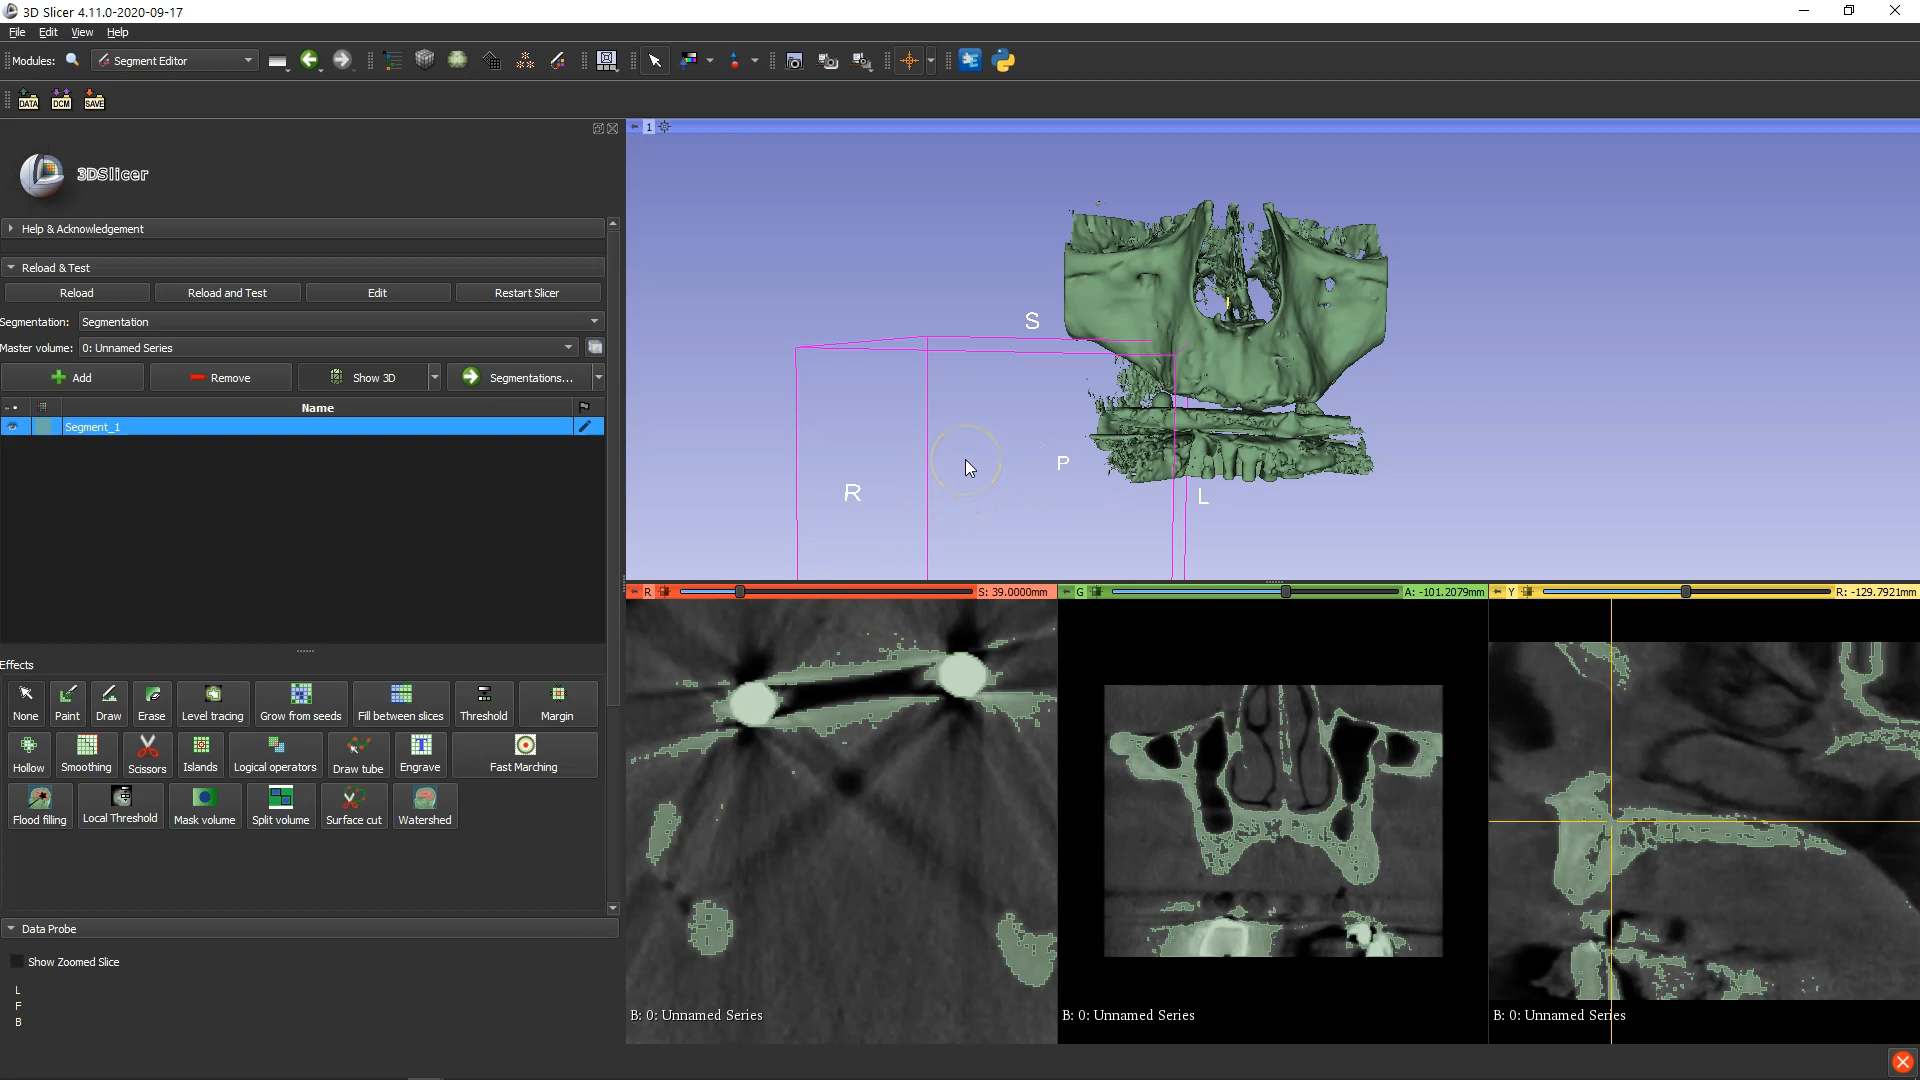 3D Slicer 4.11.0-2020-09-17
File Edit View Help
Modules: Segment Editor
DATA DCM SAVE
1
3DSlicer
Help & Acknowledgement
Reload & Test
Reload Reload and Test Edit Restart Slicer
Segmentation: Segmentation
Master volume: 0: Unnamed Series
Add Remove Show 3D Segmentations...
Name
Segment_1
S
P
R
L
Effects
None Paint Draw Erase Level tracing Grow from seeds Fill between slices Threshold Margin
Hollow Smoothing Scissors Islands Logical operators Draw tube Engrave Fast Marching
Flood filling Local Threshold Mask volume Split volume Surface cut Watershed
Data Probe
Show Zoomed Slice
L
F
B
R S: 39.0000mm
G A: -101.2079mm
Y R: -129.7921mm
B: 0: Unnamed Series
B: 0: Unnamed Series
B: 0: Unnamed Series